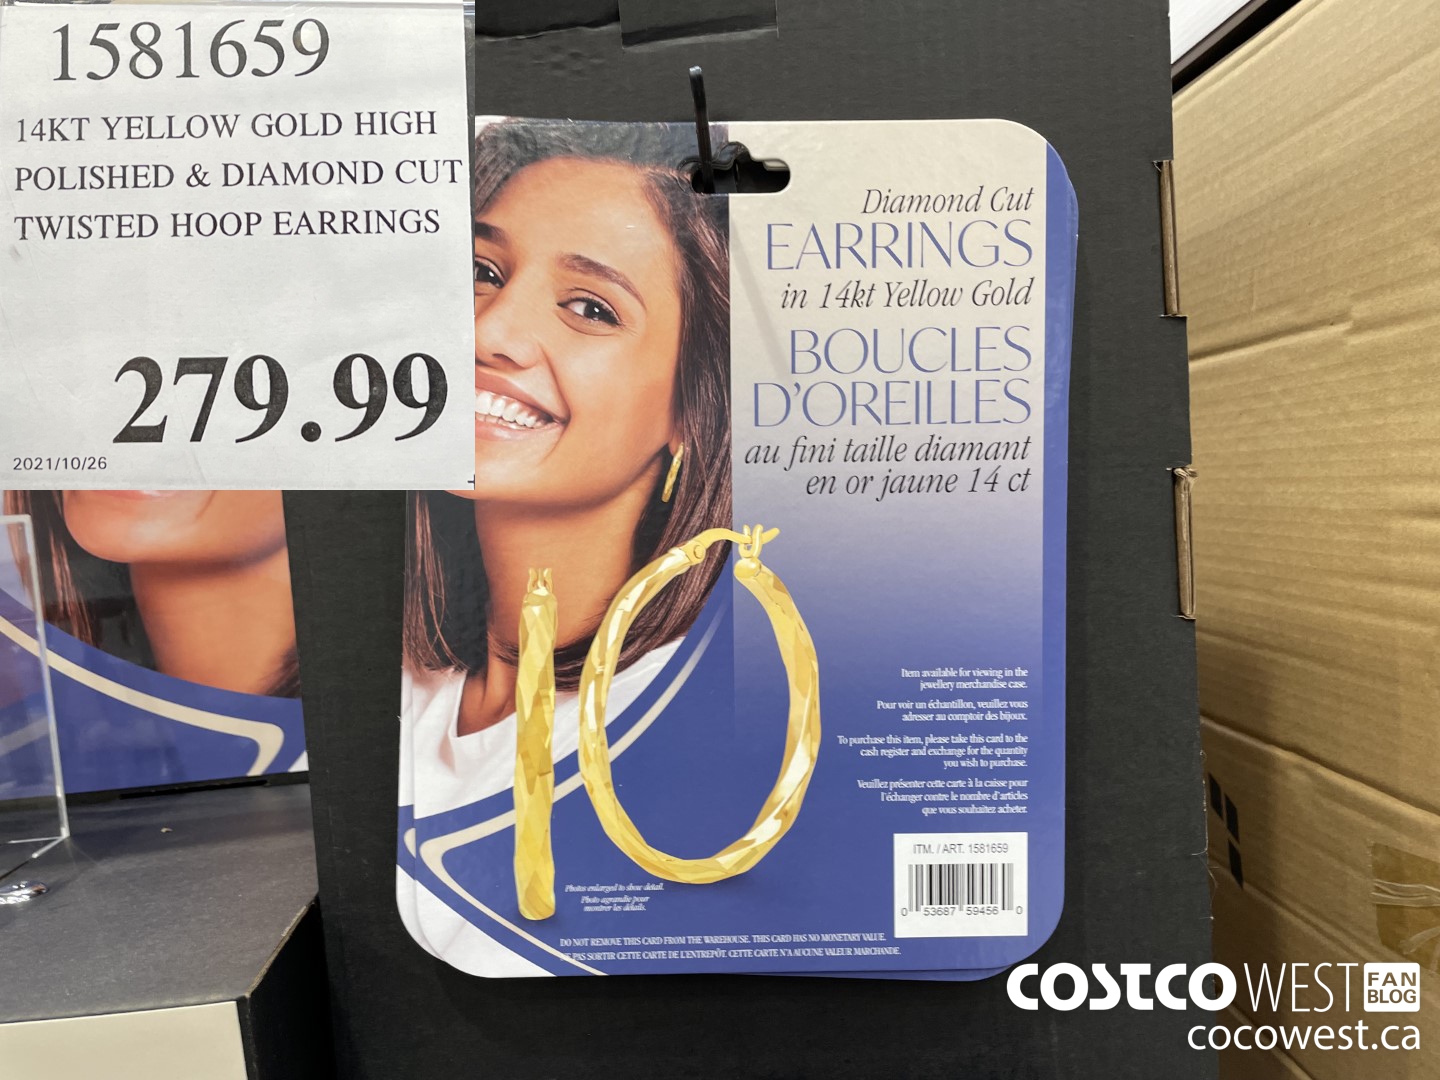 1581659
14KT YELLOW GOLD HIGH
POLISHED & DIAMOND CUT
TWISTED HOOP EARRINGS
279.99
2021/10/26
Diamond Cut
EARRINGS
in 14kt Yellow Gold
BOUCLES
D'OREILLES
au fini taille diamant
en or jaune 14 ct
Item available for viewing in the
jewellery merchandise case.
Pour voir un échantillon, veuillez vous
adresser au comptoir des bijoux.
To purchase this item, please take this card to the
cash register and exchange for the quantity
you wish to purchase.
Veuillez présenter cette carte à la caisse pour
l'échanger contre le nombre d'articles
que vous souhaitez acheter.
ITM. / ART. 1581659
0 53687 59456 0
Photos enlarged to show detail.
Photo agrandie pour
montrer les détails.
DO NOT REMOVE THIS CARD FROM THE WAREHOUSE. THIS CARD HAS NO MONETARY VALUE.
PAS SORTIR CETTE CARTE DE L'ENTREPÔT. CETTE CARTE N'A AUCUNE VALEUR MARCHANDE.
COSTCO WEST FAN BLOG
cocowest.ca